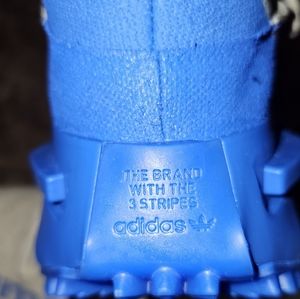 THE BRAND
WITH THE
3 STRIPES
adidas